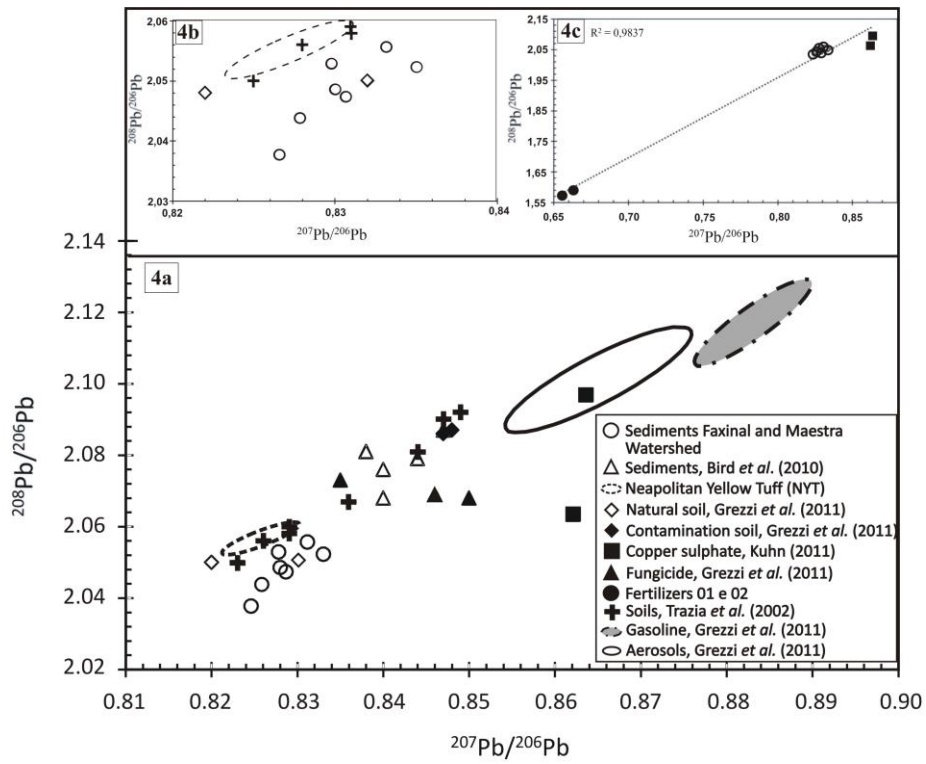 4b
2,06
2,05
2,04
2,03
0,82
0,83
0,84
208Pb/206Pb
207Pb/206Pb
4c
R² = 0.9837
2,15
2,05
1,95
1,85
1,75
1,65
1,55
0,65
0,70
0,75
0,80
0,85
208Pb/206Pb
207Pb/206Pb
4a
2.14
2.12
2.10
2.08
2.06
2.04
2.02
0.81
0.82
0.83
0.84
0.85
0.86
0.87
0.88
0.89
0.90
208Pb/206Pb
207Pb/206Pb
Sediments Faxinal and Maestra
Watershed
Sediments, Bird et al. (2010)
Neapolitan Yellow Tuff (NYT)
Natural soil, Grezzi et al. (2011)
Contamination soil, Grezzi et al. (2011)
Copper sulphate, Kuhn (2011)
Fungicide, Grezzi et al. (2011)
Fertilizers 01 e 02
Soils, Trazia et al. (2002)
Gasoline, Grezzi et al. (2011)
Aerosols, Grezzi et al. (2011)